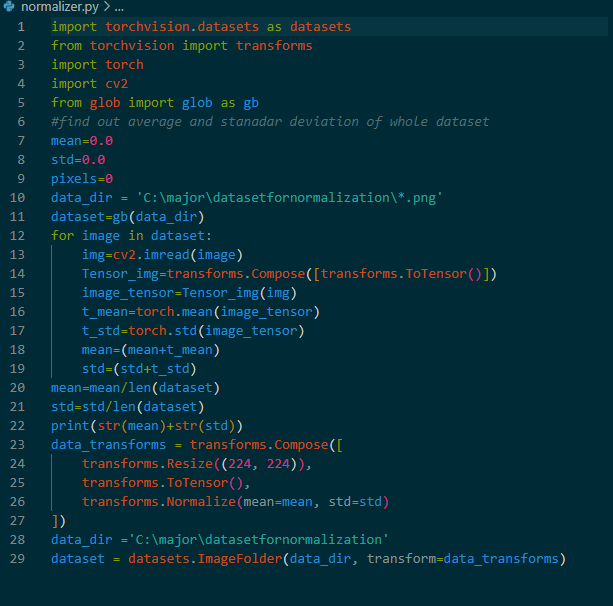 normalizer.py > ...
1 import torchvision.datasets as datasets
2 from torchvision import transforms
3 import torch
4 import cv2
5 from glob import glob as gb
6 #find out average and stanadar deviation of whole dataset
7 mean=0.0
8 std=0.0
9 pixels=0
10 data_dir = 'C:\major\datasetfornormalization\*.png'
11 dataset=gb(data_dir)
12 for image in dataset:
13     img=cv2.imread(image)
14     Tensor_img=transforms.Compose([transforms.ToTensor()])
15     image_tensor=Tensor_img(img)
16     t_mean=torch.mean(image_tensor)
17     t_std=torch.std(image_tensor)
18     mean=(mean+t_mean)
19     std=(std+t_std)
20 mean=mean/len(dataset)
21 std=std/len(dataset)
22 print(str(mean)+str(std))
23 data_transforms = transforms.Compose([
24     transforms.Resize((224, 224)),
25     transforms.ToTensor(),
26     transforms.Normalize(mean=mean, std=std)
27 ])
28 data_dir ='C:\major\datasetfornormalization'
29 dataset = datasets.ImageFolder(data_dir, transform=data_transforms)